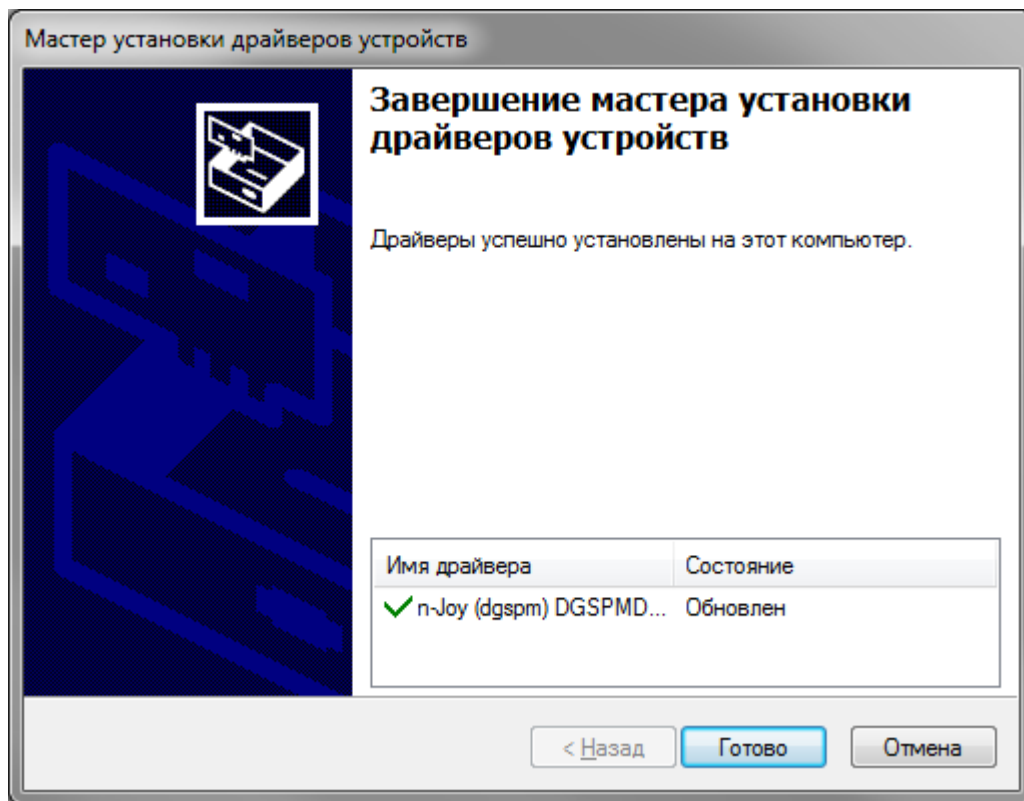 Мастер установки драйверов устройств
Завершение мастера установки
драйверов устройств
Драйверы успешно установлены на этот компьютер.
Имя драйвера Состояние
n-Joy (dgspm) DGSPMD... Обновлен
< Назад Готово Отмена